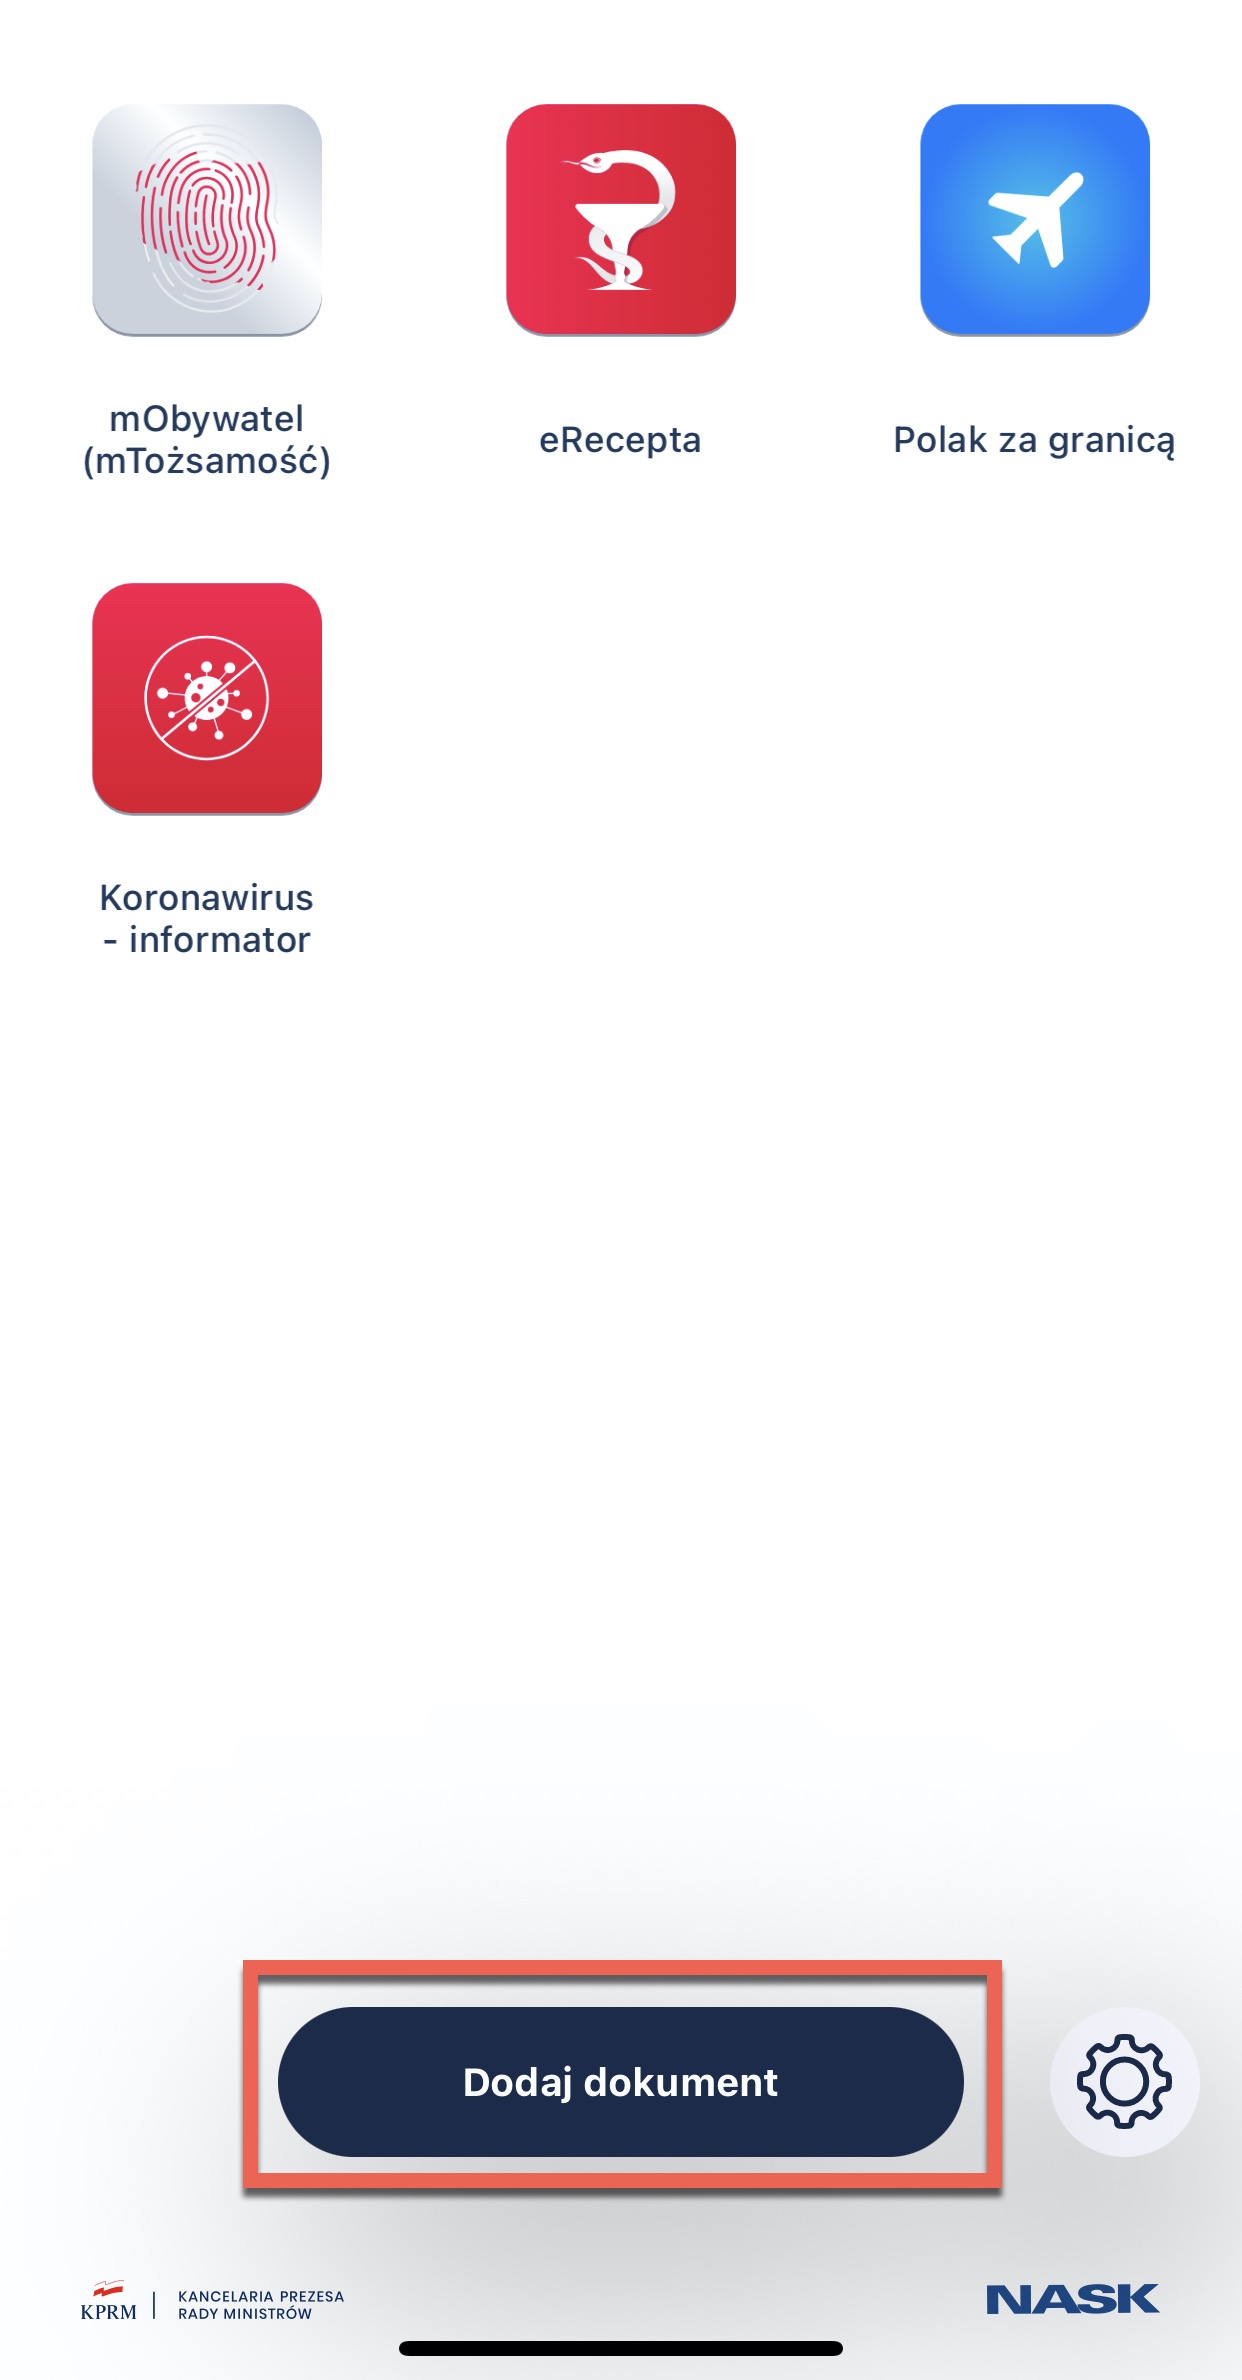 mObywatel
(mTożsamość)
eRecepta
Polak za granicą
Koronawirus
- informator
Dodaj dokument
KPRM
KANCELARIA PREZESA
RADY MINISTRÓW
NASK